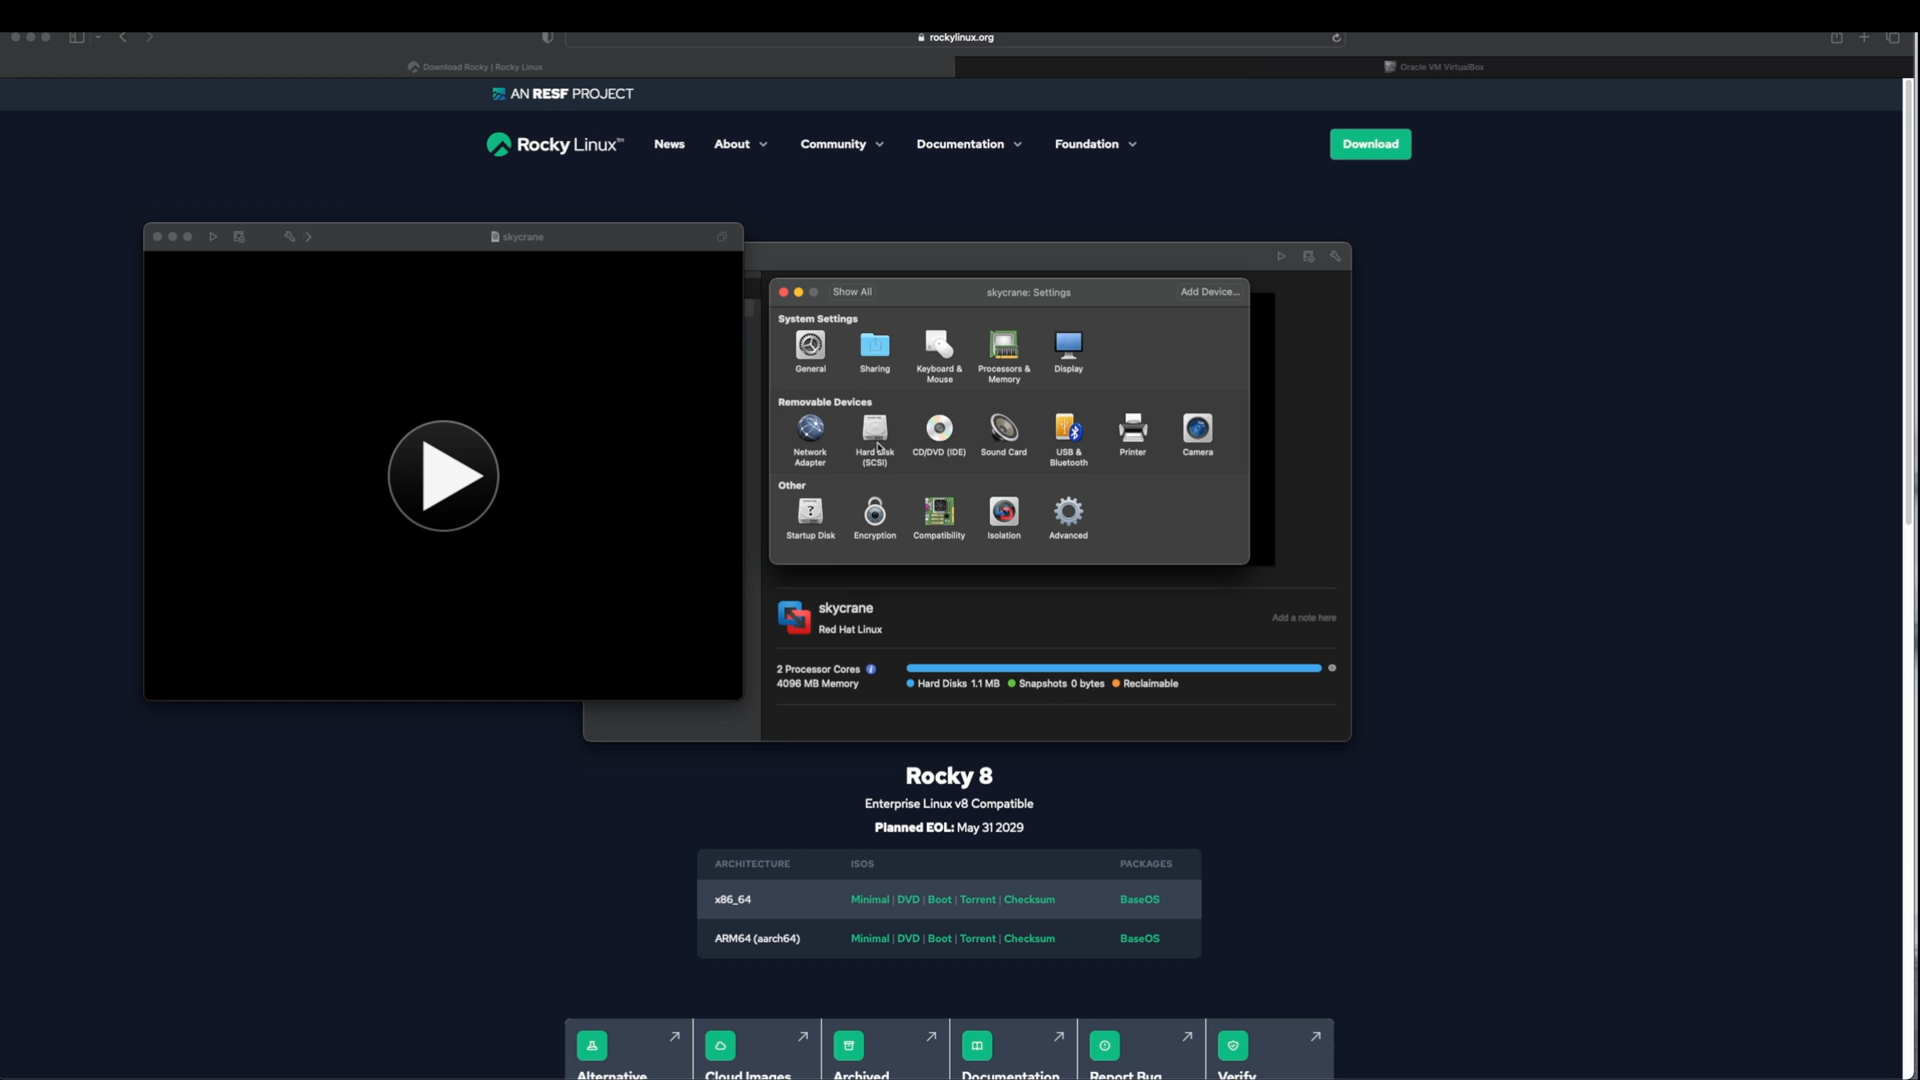 rockylinux.org
Download Rocky | Rocky Linux
Oracle VM VirtualBox
AN RESF PROJECT
Rocky Linux™
News
About
Community
Documentation
Foundation
Download
skycrane
Show All
skycrane: Settings
Add Device...
System Settings
General
Sharing
Keyboard &
Mouse
Processors &
Memory
Display
Removable Devices
Network
Adapter
Hard Disk
(SCSI)
CD/DVD (IDE)
Sound Card
USB &
Bluetooth
Printer
Camera
Other
Startup Disk
Encryption
Compatibility
Isolation
Advanced
skycrane
Red Hat Linux
Add a note here
2 Processor Cores
4096 MB Memory
Hard Disks 1.1 MB
Snapshots 0 bytes
Reclaimable
Rocky 8
Enterprise Linux v8 Compatible
Planned EOL: May 31 2029
ARCHITECTURE ISOS PACKAGES
x86_64 Minimal | DVD | Boot | Torrent | Checksum BaseOS
ARM64 (aarch64) Minimal | DVD | Boot | Torrent | Checksum BaseOS
Alternative
Cloud Images
Archived
Documentation
Report Bug
Verify